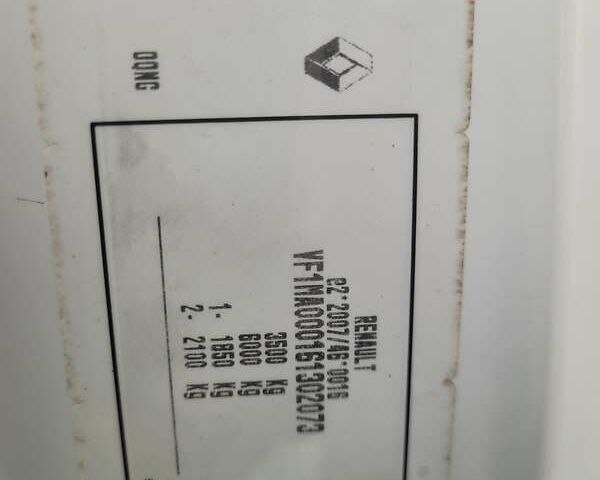 RENAULT
e2*2007/46*0016
VF1MA000161302073
3500 Kg
6000 Kg
1- 1850 Kg
2- 2100 Kg
DQNG